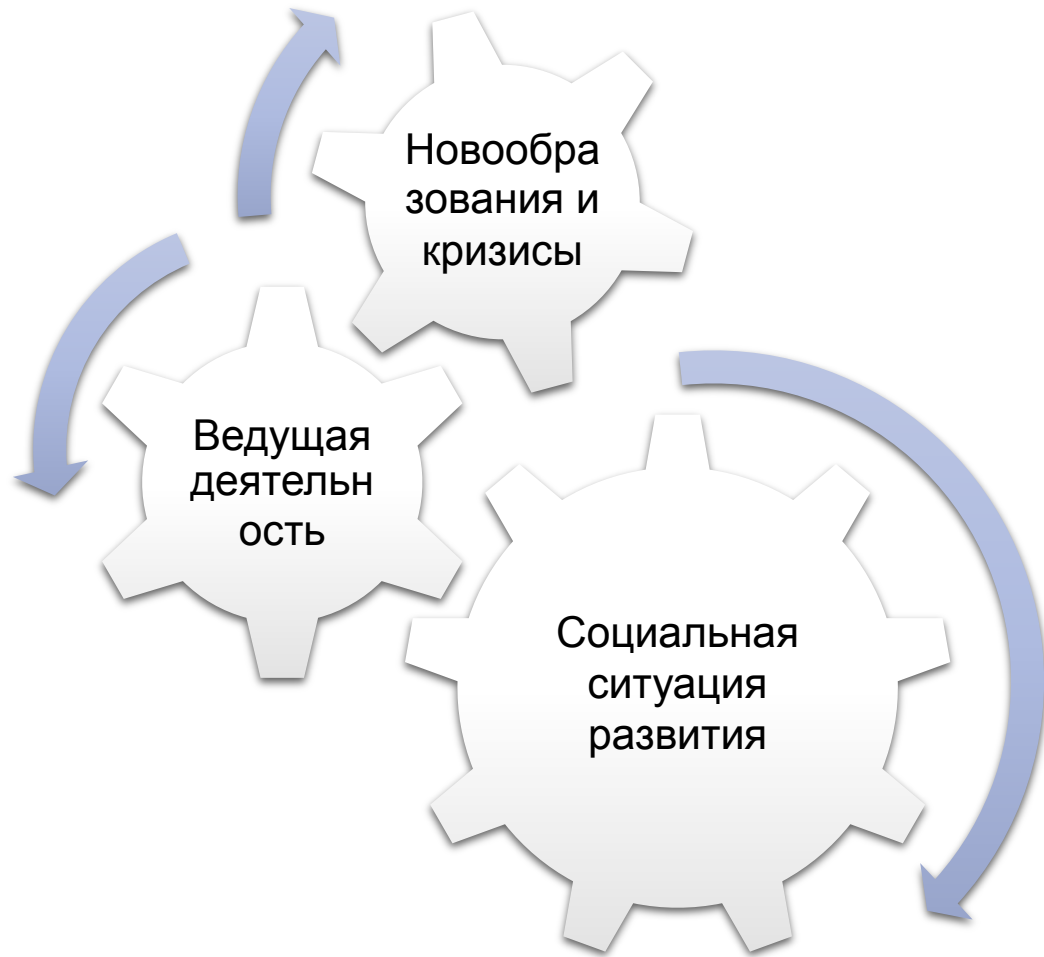 Новообра
зования и
кризисы
Ведущая
деятельн
ость
Социальная
ситуация
развития